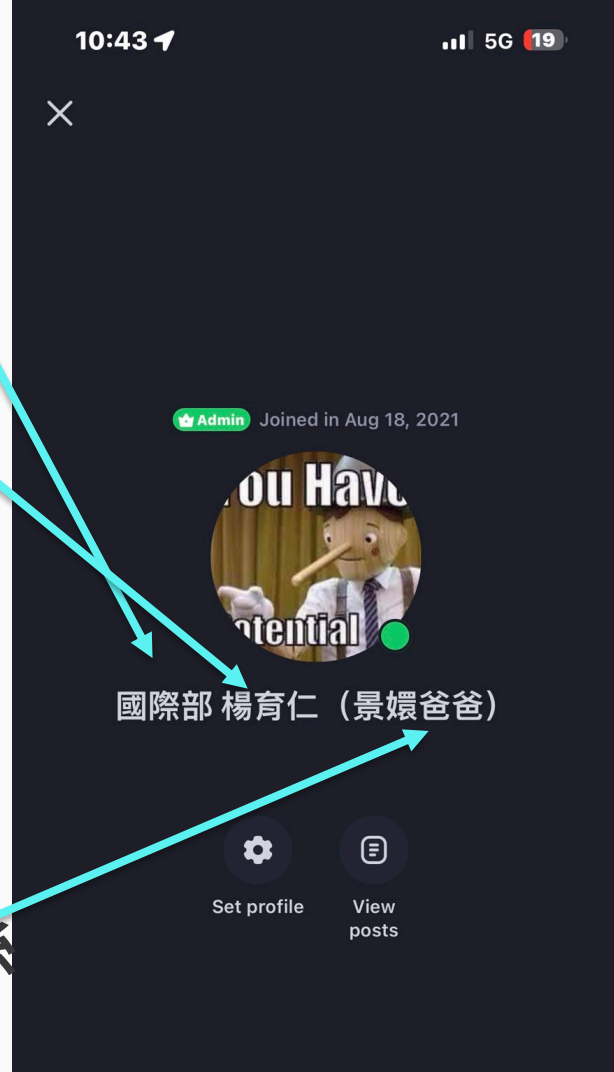 10:43
5G 19
Admin Joined in Aug 18, 2021
ou Have
otential
國際部 楊育仁（景嬛爸爸）
Set profile
View
posts